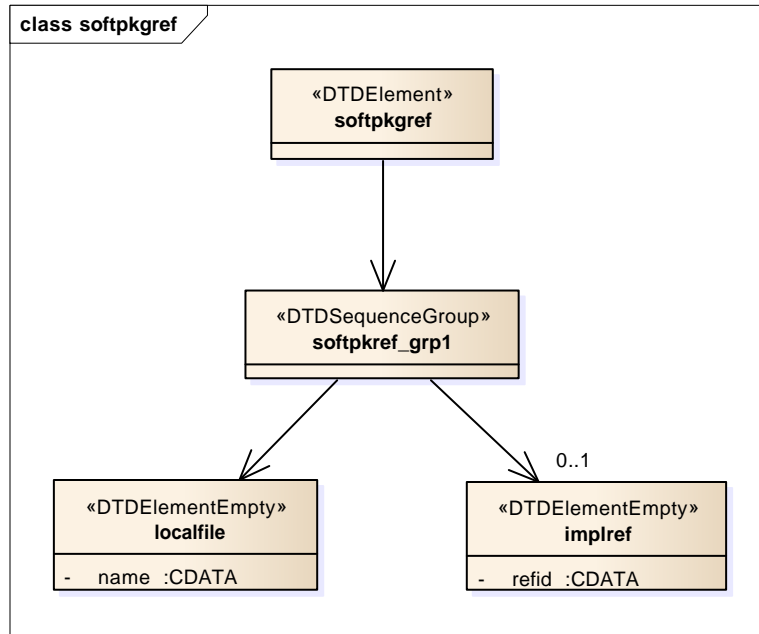 class softpkgref
«DTDElement»
softpkgref
«DTDSequenceGroup»
softpkref_grp1
0..1
«DTDElementEmpty»
localfile
- name :CDATA
«DTDElementEmpty»
implref
- refid :CDATA